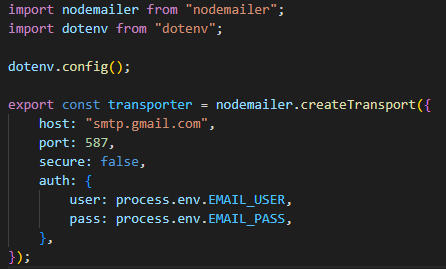 import nodemailer from "nodemailer";
import dotenv from "dotenv";

dotenv.config();

export const transporter = nodemailer.createTransport({
    host: "smtp.gmail.com",
    port: 587,
    secure: false,
    auth: {
        user: process.env.EMAIL_USER,
        pass: process.env.EMAIL_PASS,
    },
});